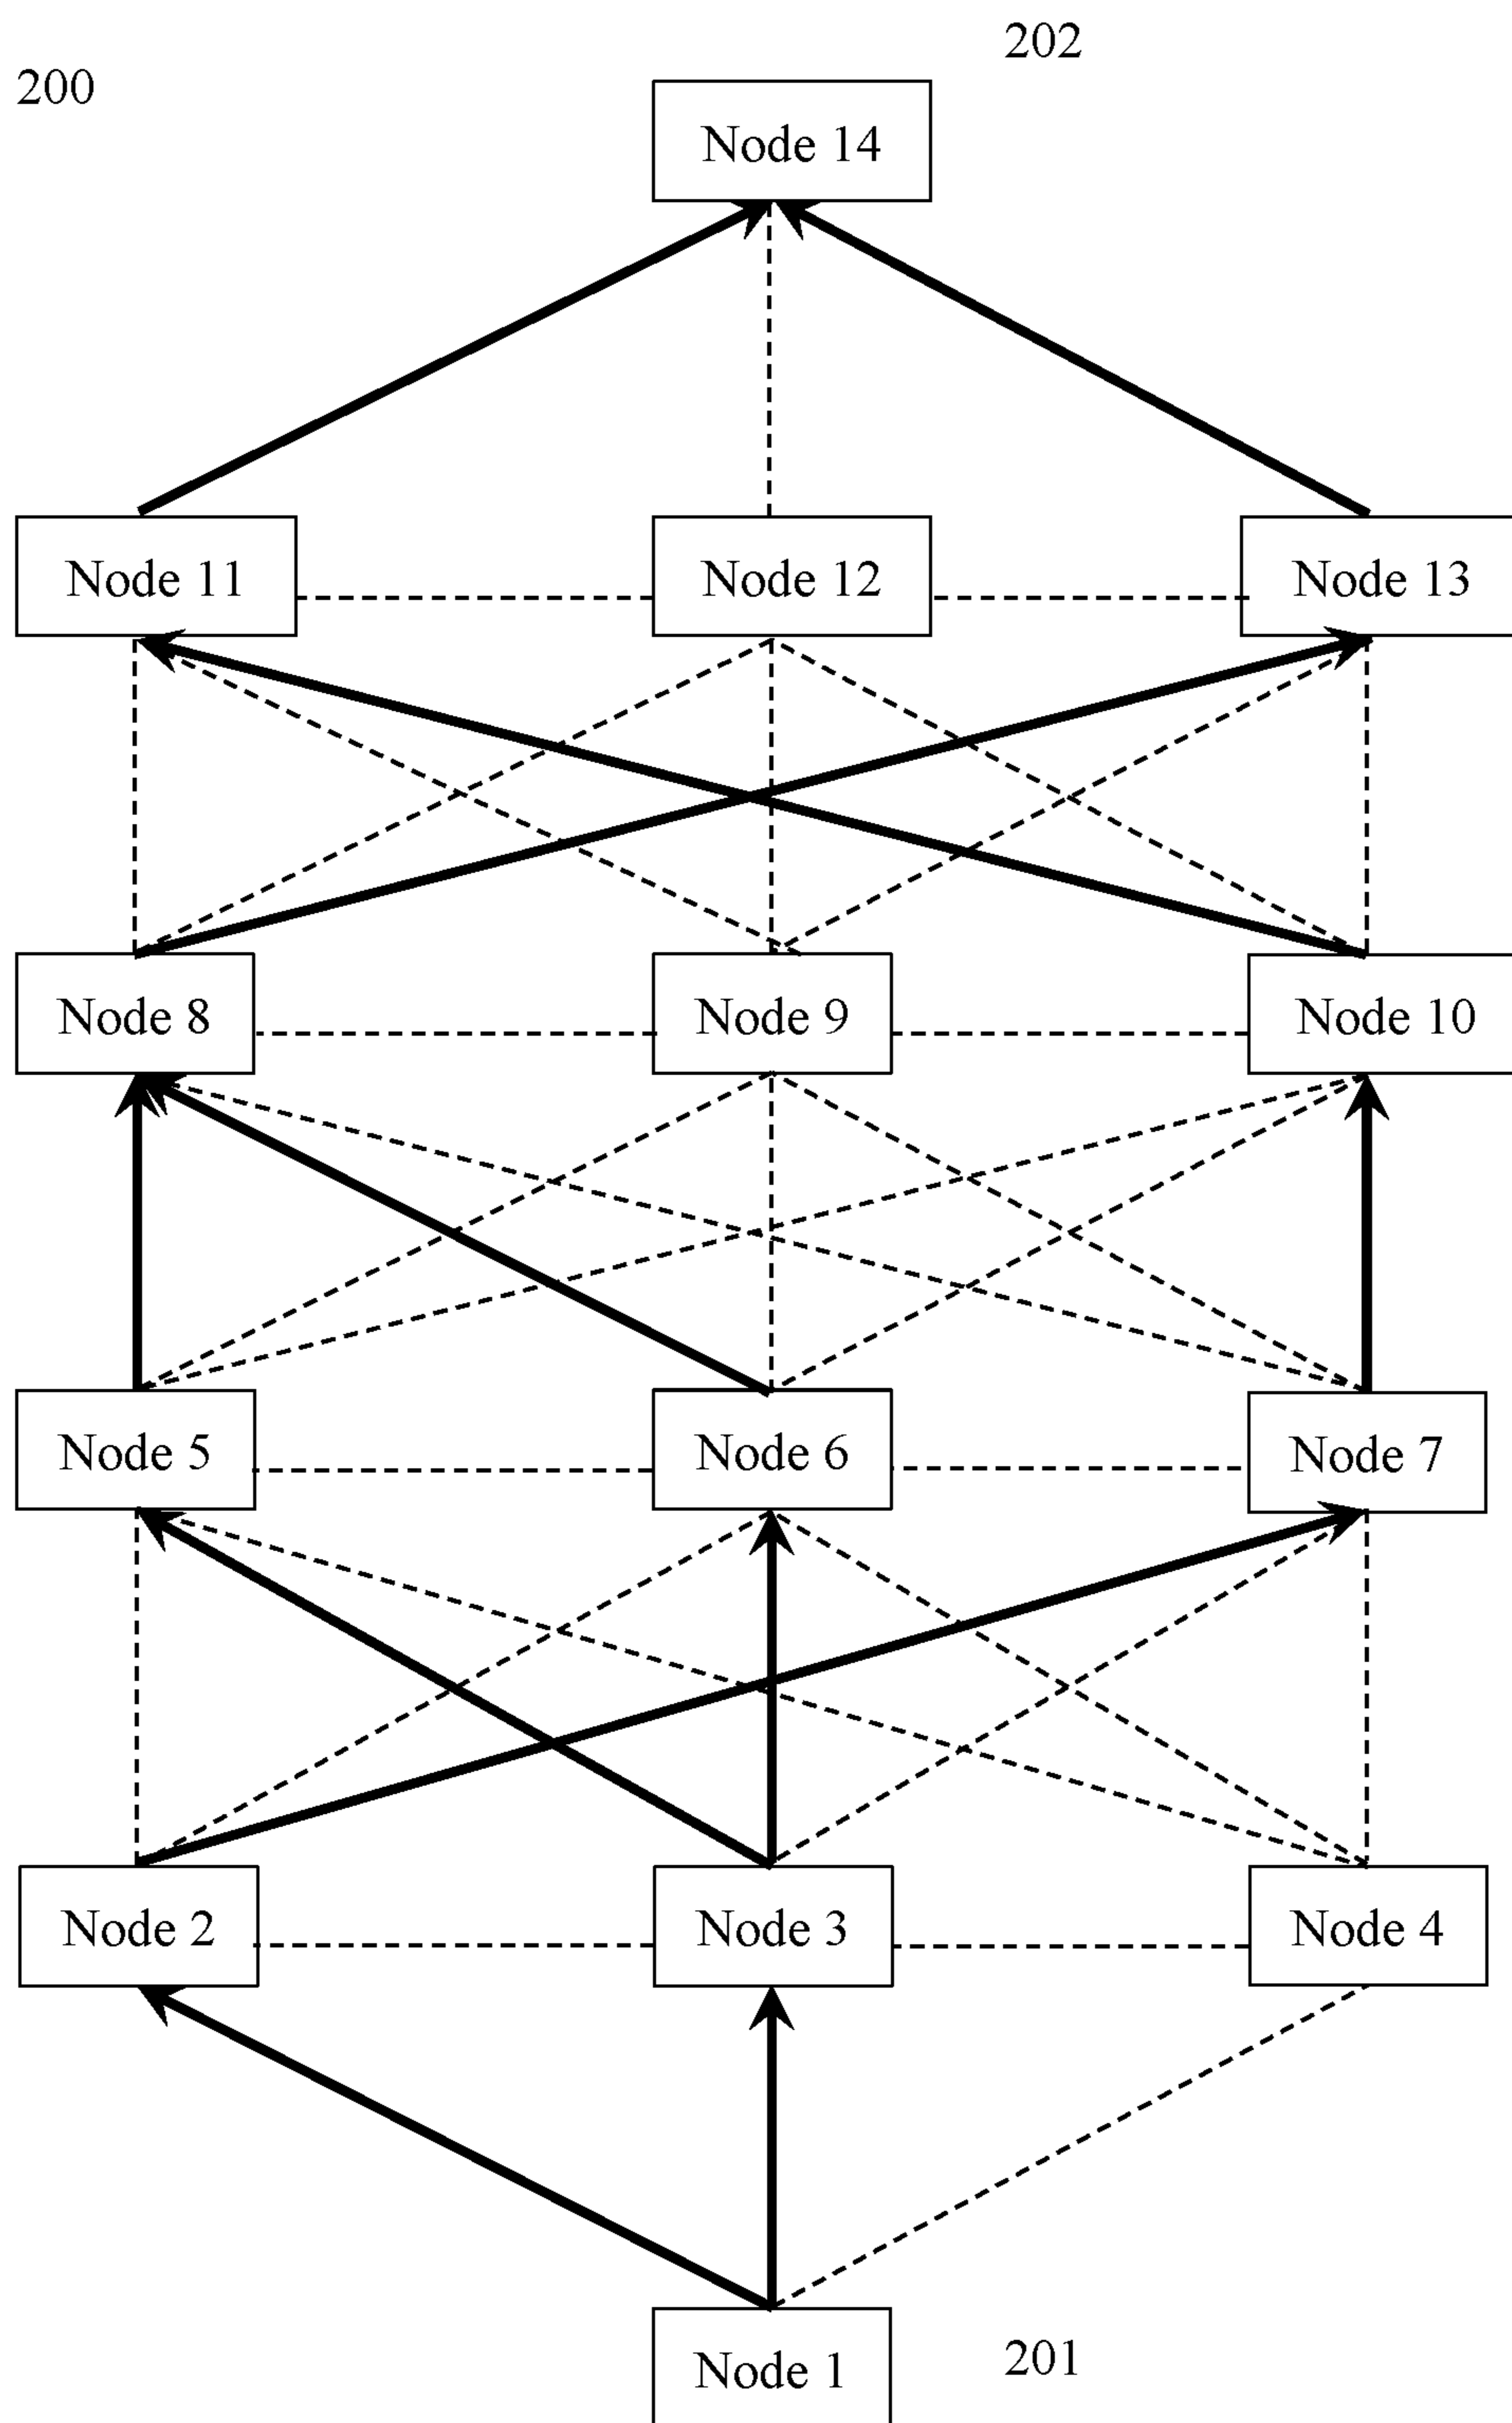 202
200
Node 14
Node 11
Node 12
Node 13
Node 8
Node 9
Node 10
Node 5
Node 6
Node 7
Node 2
Node 3
Node 4
Node 1
201